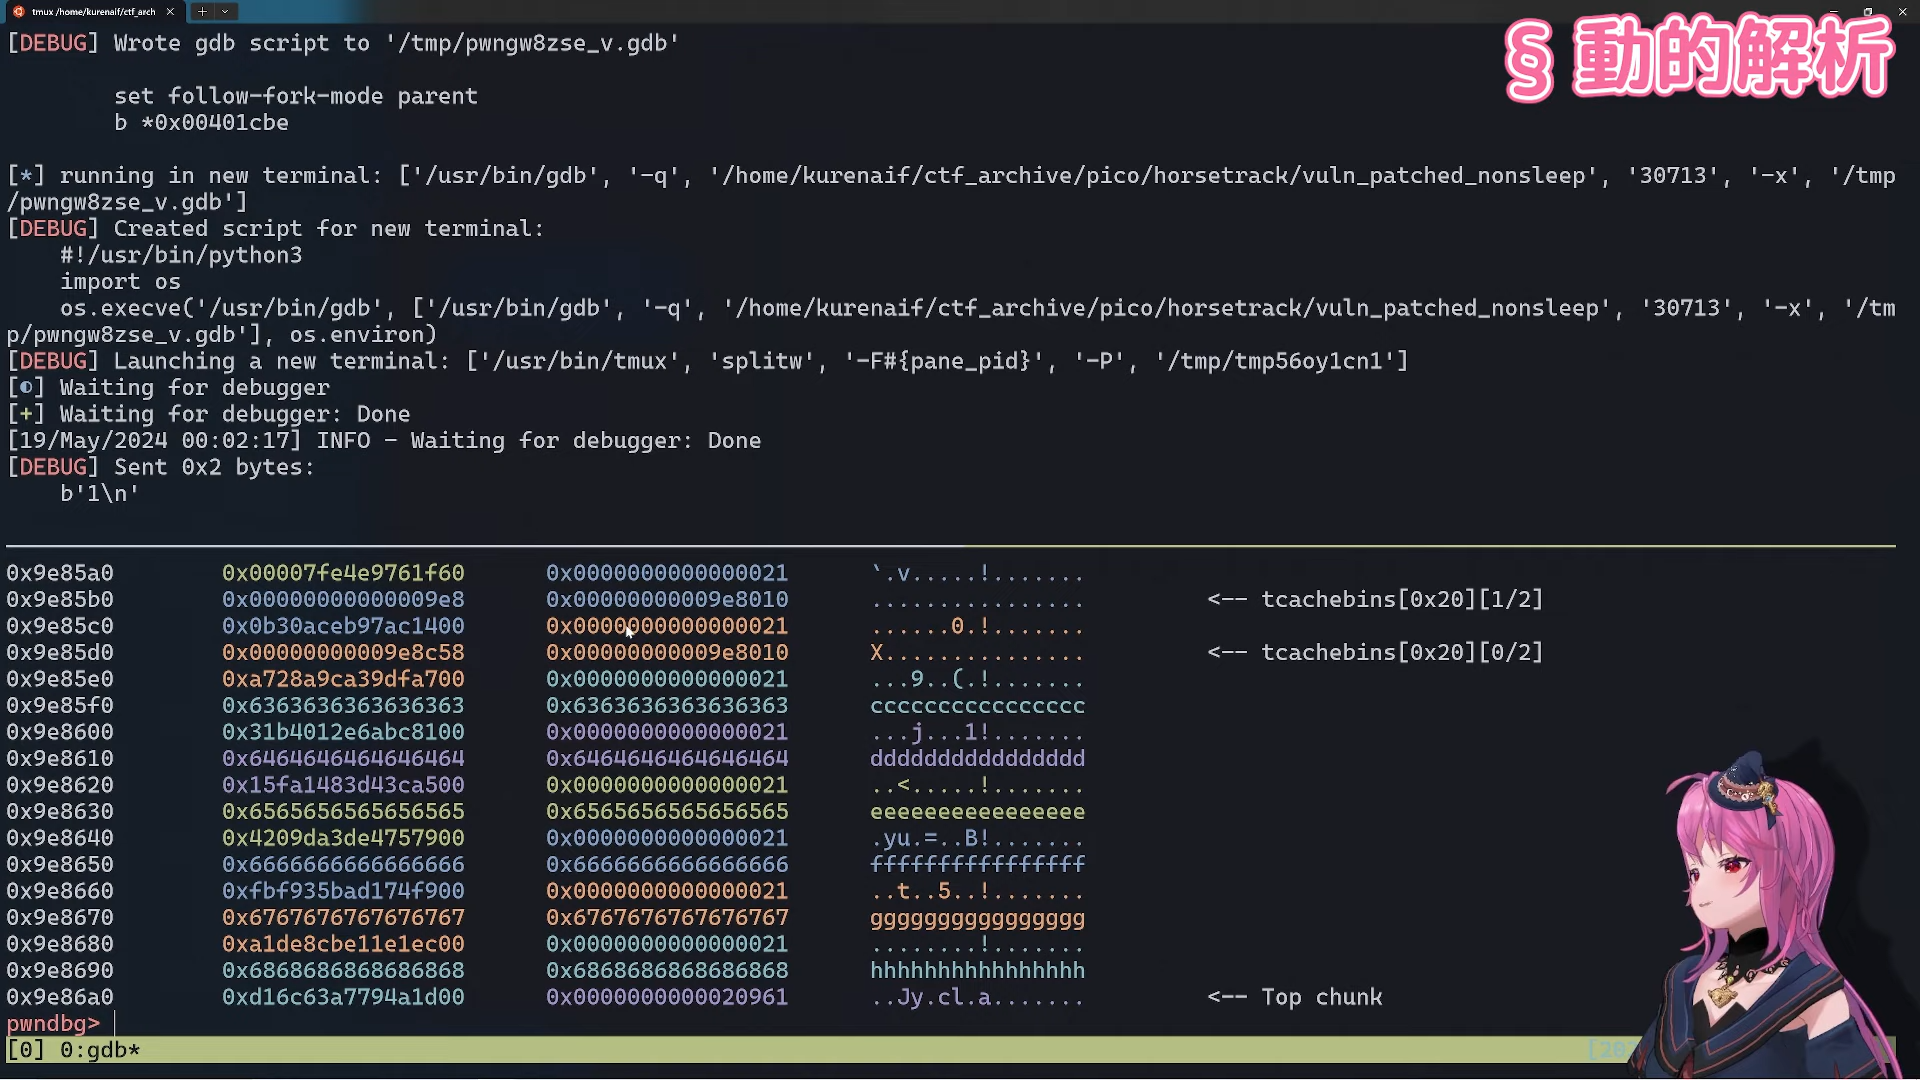 tmux /home/kurenaif/ctf_arch
§ 動的解析
[DEBUG] Wrote gdb script to '/tmp/pwngw8zse_v.gdb'
set follow-fork-mode parent
b *0x00401cbe
[*] running in new terminal: ['/usr/bin/gdb', '-q', '/home/kurenaif/ctf_archive/pico/horsetrack/vuln_patched_nonsleep', '30713', '-x', '/tmp
/pwngw8zse_v.gdb']
[DEBUG] Created script for new terminal:
#!/usr/bin/python3
import os
os.execve('/usr/bin/gdb', ['/usr/bin/gdb', '-q', '/home/kurenaif/ctf_archive/pico/horsetrack/vuln_patched_nonsleep', '30713', '-x', '/tm
p/pwngw8zse_v.gdb'], os.environ)
[DEBUG] Launching a new terminal: ['/usr/bin/tmux', 'splitw', '-F#{pane_pid}', '-P', '/tmp/tmp56oy1cn1']
[◐] Waiting for debugger
[+] Waiting for debugger: Done
[19/May/2024 00:02:17] INFO - Waiting for debugger: Done
[DEBUG] Sent 0x2 bytes:
b'1\n'
0x9e85a0 0x00007fe4e9761f60 0x0000000000000021 `.v.....!.......
0x9e85b0 0x00000000000009e8 0x00000000009e8010 ................ <-- tcachebins[0x20][1/2]
0x9e85c0 0x0b30aceb97ac1400 0x0000000000000021 ......0.!.......
0x9e85d0 0x00000000009e8c58 0x00000000009e8010 X............... <-- tcachebins[0x20][0/2]
0x9e85e0 0xa728a9ca39dfa700 0x0000000000000021 ...9..(.!.......
0x9e85f0 0x6363636363636363 0x6363636363636363 cccccccccccccccc
0x9e8600 0x31b4012e6abc8100 0x0000000000000021 ...j...1!.......
0x9e8610 0x6464646464646464 0x6464646464646464 dddddddddddddddd
0x9e8620 0x15fa1483d43ca500 0x0000000000000021 ..<.....!.......
0x9e8630 0x6565656565656565 0x6565656565656565 eeeeeeeeeeeeeeee
0x9e8640 0x4209da3de4757900 0x0000000000000021 .yu.=..B!.......
0x9e8650 0x6666666666666666 0x6666666666666666 ffffffffffffffff
0x9e8660 0xfbf935bad174f900 0x0000000000000021 ..t..5..!.......
0x9e8670 0x6767676767676767 0x6767676767676767 gggggggggggggggg
0x9e8680 0xa1de8cbe11e1ec00 0x0000000000000021 ........!.......
0x9e8690 0x6868686868686868 0x6868686868686868 hhhhhhhhhhhhhhhh
0x9e86a0 0xd16c63a7794a1d00 0x0000000000020961 ..Jy.cl.a....... <-- Top chunk
pwndbg>
[0] 0:gdb*